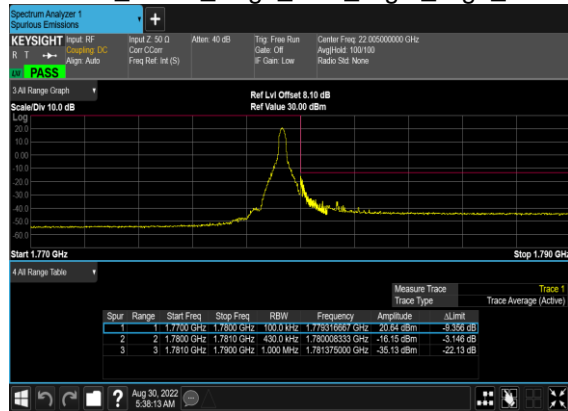 Spectrum Analyzer 1
Spurious Emissions
KEYSIGHT Input: RF Input Z: 50 Ω Atten: 40 dB Trig: Free Run Center Freq: 22.005000000 GHz
R T Coupling: DC Corr CCorr Gate: Off Avg|Hold: 100/100
Align: Auto Freq Ref: Int (S) IF Gain: Low Radio Std: None
PASS
3 All Range Graph Ref Lvl Offset 8.10 dB
Scale/Div 10.0 dB Ref Value 30.00 dBm
Log
20.0
10.0
0.00
-10.0
-20.0
-30.0
-40.0
-50.0
-60.0
Start 1.770 GHz Stop 1.790 GHz
4 All Range Table
Measure Trace Trace 1
Trace Type Trace Average (Active)
Spur Range Start Freq Stop Freq RBW Frequency Amplitude ΔLimit
1 1 1.7700 GHz 1.7800 GHz 100.0 kHz 1.779316667 GHz 20.64 dBm -9.356 dB
2 2 1.7800 GHz 1.7810 GHz 430.0 kHz 1.780008333 GHz -16.15 dBm -3.146 dB
3 3 1.7810 GHz 1.7900 GHz 1.000 MHz 1.781375000 GHz -35.13 dBm -22.13 dB
Aug 30, 2022
5:38:13 AM